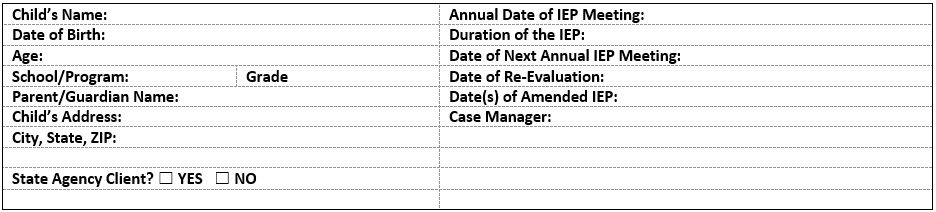 Child's Name:
Annual Date of IEP Meeting:
Date of Birth:
Duration of the IEP:
Age:
Date of Next Annual IEP Meeting:
School/Program:
Grade
Date of Re-Evaluation:
Parent/Guardian Name:
Date(s) of Amended IEP:
Child's Address:
Case Manager:
City, State, ZIP:
State Agency Client? ☐ YES ☐ NO